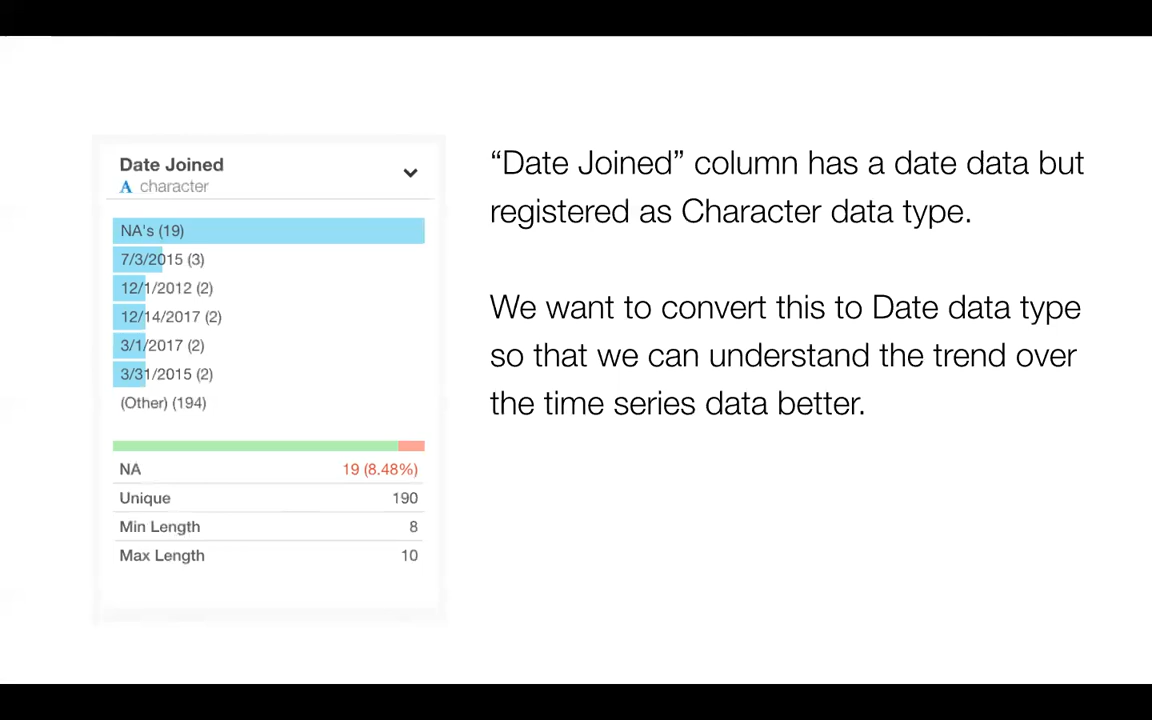 Date Joined
A character
NA's (19)
7/3/2015 (3)
12/1/2012 (2)
12/14/2017 (2)
3/1/2017 (2)
3/31/2015 (2)
(Other) (194)
NA 19 (8.48%)
Unique 190
Min Length 8
Max Length 10
“Date Joined” column has a date data but
registered as Character data type.
We want to convert this to Date data type
so that we can understand the trend over
the time series data better.